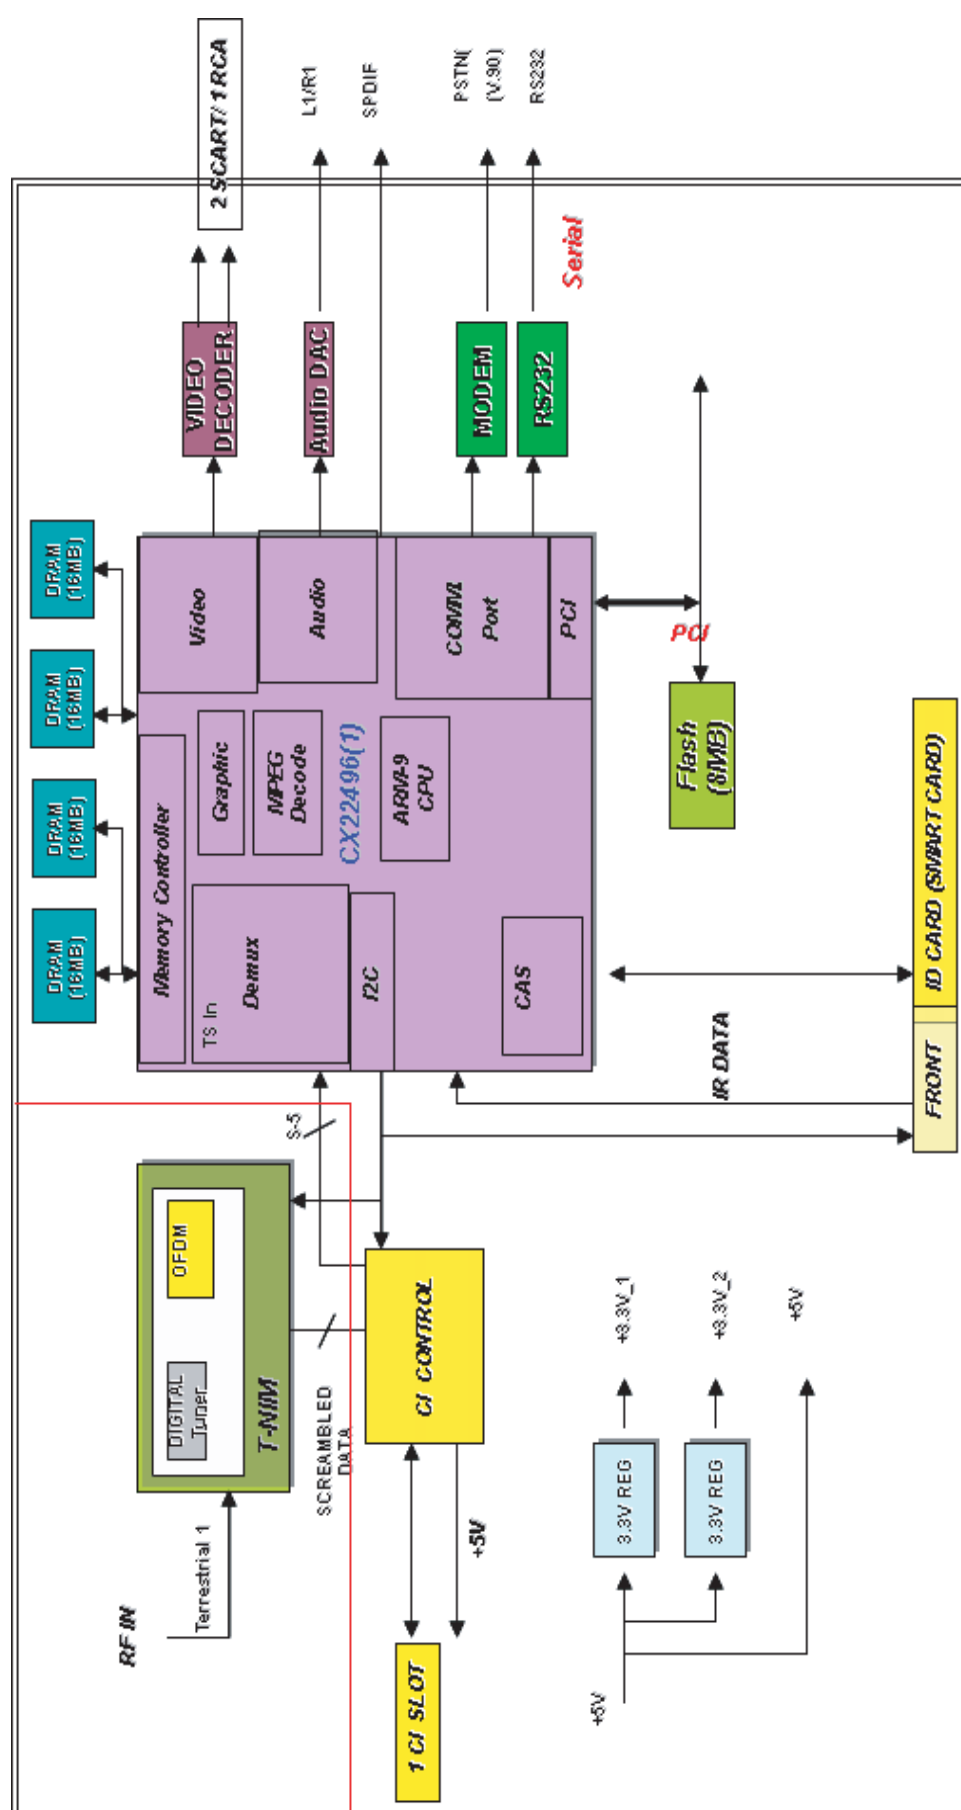 RF IN
Terrestrial 1
DIGITAL
Tuner
OFDM
T-NIM
SCREAMBLED
DATA
S-5
1 CI SLOT
+5V
CI CONTROL
DRAM
(16MB)
DRAM
(16MB)
DRAM
(16MB)
DRAM
(16MB)
Memory Controller
TS In
Demux
I2C
CAS
Graphic
MPEG
Decode
CX22496(1)
ARM-9
CPU
Video
Audio
COMM
Port
PCI
VIDEO
DECODER
Audio DAC
MODEM
RS232
2 SCART/ 1 RCA
L1/R1
SPDIF
PSTN(
(V.90)
RS232
Serial
PCI
Flash
(8MB)
IR DATA
FRONT
ID CARD (SMART CARD)
+5V
3.3V REG
+3.3V_1
3.3V REG
+3.3V_2
+5V